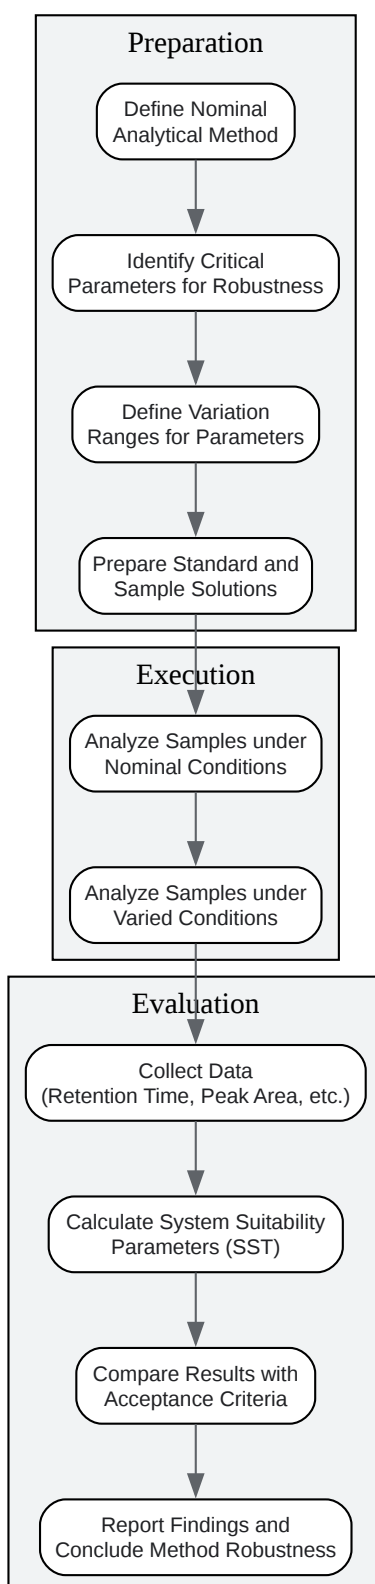 Preparation
Define Nominal
Analytical Method
Identify Critical
Parameters for Robustness
Define Variation
Ranges for Parameters
Prepare Standard and
Sample Solutions
Execution
Analyze Samples under
Nominal Conditions
Analyze Samples under
Varied Conditions
Evaluation
Collect Data
(Retention Time, Peak Area, etc.)
Calculate System Suitability
Parameters (SST)
Compare Results with
Acceptance Criteria
Report Findings and
Conclude Method Robustness